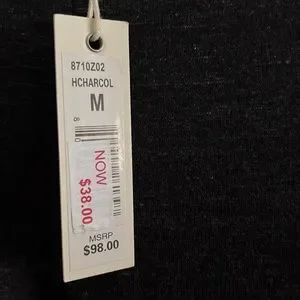 8710Z02
HCHARCOL
M
NOW
$38.00
MSRP
$98.00